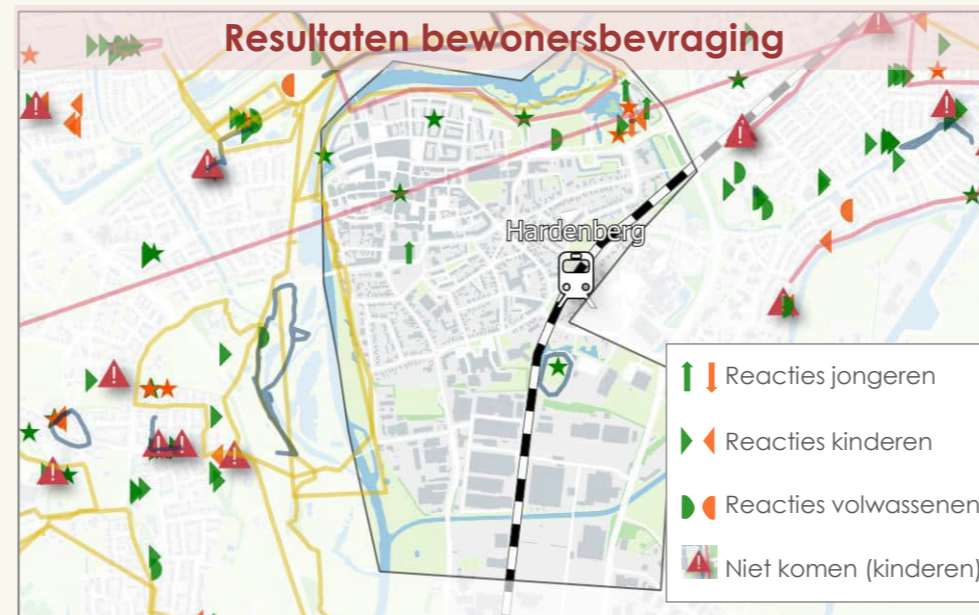 Resultaten bewonersbevraging
Hardenberg
Reacties jongeren
Reacties kinderen
Reacties volwassenen
Niet komen (kinderen)